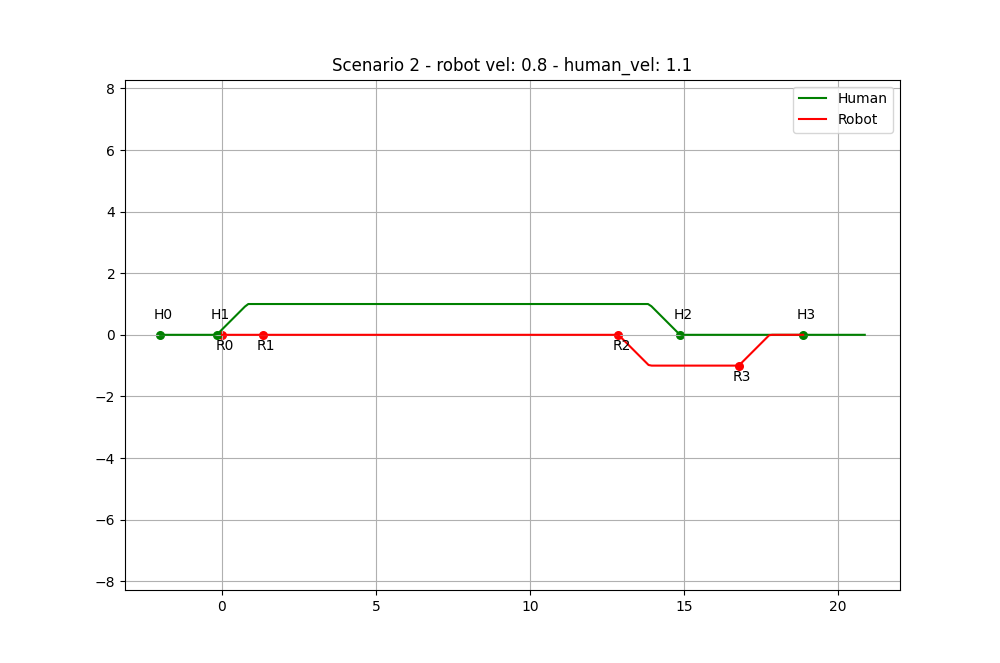 Scenario 2 - robot vel: 0.8 - human_vel: 1.1
Human
Robot
8
6
4
2
0
−2
−4
−6
−8
H0
H1
H2
H3
R0
R1
R2
R3
0
5
10
15
20